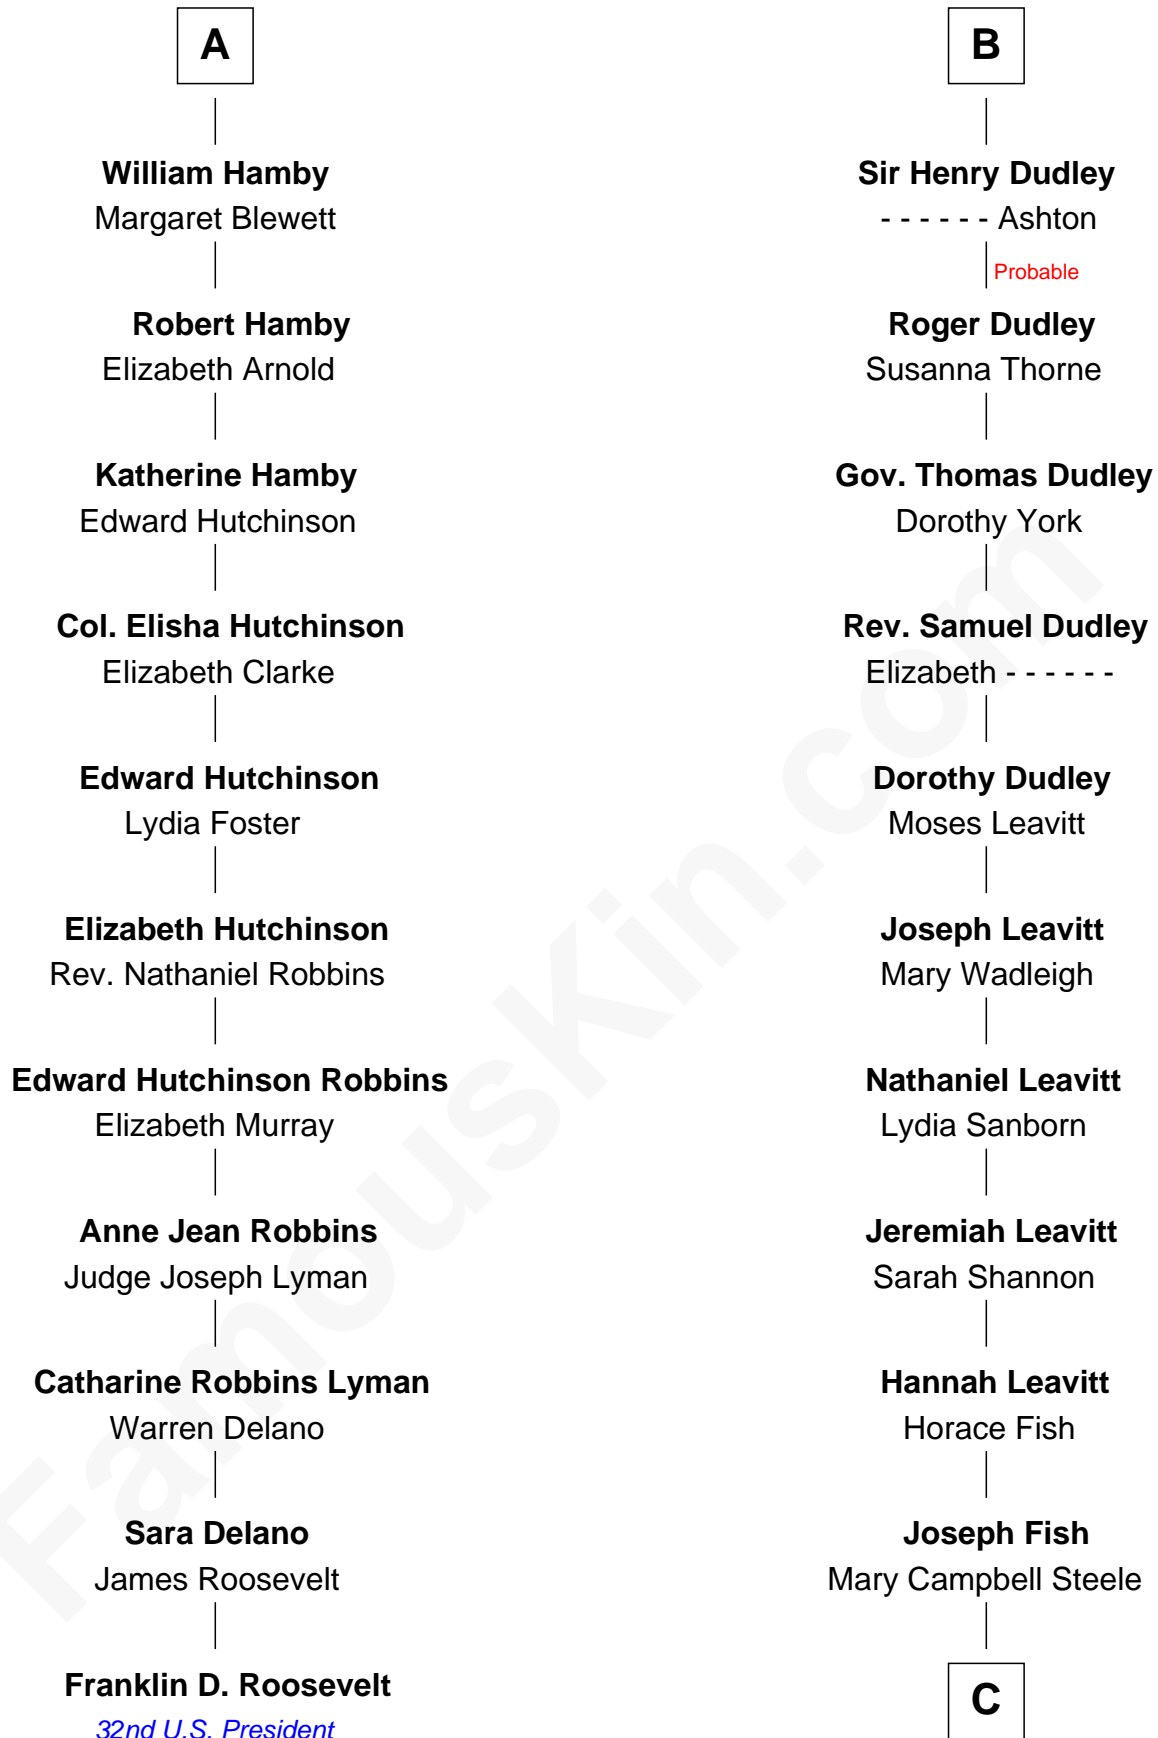 A
William Hamby
Margaret Blewett
Robert Hamby
Elizabeth Arnold
Katherine Hamby
Edward Hutchinson
Col. Elisha Hutchinson
Elizabeth Clarke
Edward Hutchinson
Lydia Foster
Elizabeth Hutchinson
Rev. Nathaniel Robbins
Edward Hutchinson Robbins
Elizabeth Murray
Anne Jean Robbins
Judge Joseph Lyman
Catharine Robbins Lyman
Warren Delano
Sara Delano
James Roosevelt
Franklin D. Roosevelt
32nd U.S. President
B
Sir Henry Dudley
- - - - - - Ashton
Probable
Roger Dudley
Susanna Thorne
Gov. Thomas Dudley
Dorothy York
Rev. Samuel Dudley
Elizabeth - - - - - -
Dorothy Dudley
Moses Leavitt
Joseph Leavitt
Mary Wadleigh
Nathaniel Leavitt
Lydia Sanborn
Jeremiah Leavitt
Sarah Shannon
Hannah Leavitt
Horace Fish
Joseph Fish
Mary Campbell Steele
C
FamousKin.com